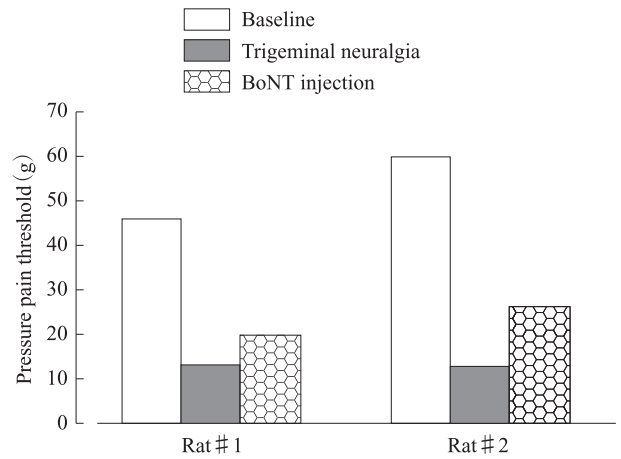 Baseline
Trigeminal neuralgia
BoNT injection
Pressure pain threshold (g)
70
60
50
40
30
20
10
0
Rat♯1
Rat♯2